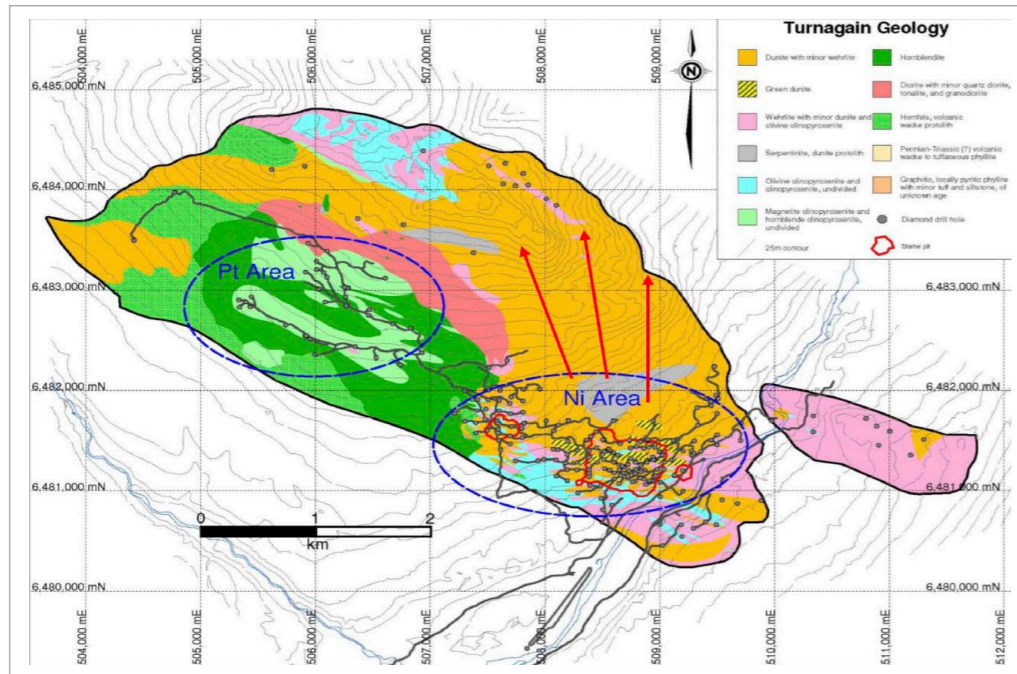 504,000 mE
505,000 mE
506,000 mE
507,000 mE
508,000 mE
509,000 mE
Turnagain Geology
Dunite with minor wehrlite
Green dunite
Wehrlite with minor dunite and
olivine clinopyroxenite
Serpentinite, dunite protolith
Olivine clinopyroxenite and
clinopyroxenite, undivided
Magnetite clinopyroxenite and
hornblende clinopyroxenite,
undivided
25m contour
Hornblendite
Diorite with minor quartz diorite,
tonalite, and granodiorite
Hornfels, volcanic
wacke protolith
Permian-Triassic (?) volcanic
wacke to tuffaceous phyllite
Graphitic, locally pyritic phyllite
with minor tuff and siltstone, of
unknown age
Diamond drill hole
Starter pit
N
6,485,000 mN
6,484,000 mN
6,483,000 mN
6,483,000 mN
6,482,000 mN
6,482,000 mN
6,481,000 mN
6,481,000 mN
6,480,000 mN
6,480,000 mN
Pt Area
Ni Area
0 1 2
km
504,000 mE
505,000 mE
506,000 mE
507,000 mE
508,000 mE
509,000 mE
510,000 mE
511,000 mE
512,000 mE